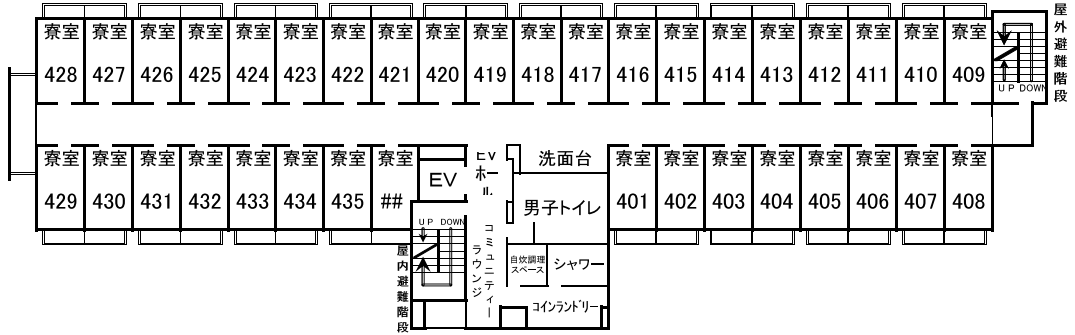 寮室 寮室 寮室 寮室 寮室 寮室 寮室 寮室 寮室 寮室 寮室 寮室 寮室 寮室 寮室 寮室 寮室 寮室 寮室 寮室
428 427 426 425 424 423 422 421 420 419 418 417 416 415 414 413 412 411 410 409
UP DOWN
屋外避難階段
寮室 寮室 寮室 寮室 寮室 寮室 寮室 寮室
429 430 431 432 433 434 435 ##
EV
EVホール
洗面台
男子トイレ
寮室 寮室 寮室 寮室 寮室 寮室 寮室 寮室
401 402 403 404 405 406 407 408
UP DOWN
屋内避難階段
コミュニティー
ラウンジ
自炊調理
スペース
シャワー
コインランドリー